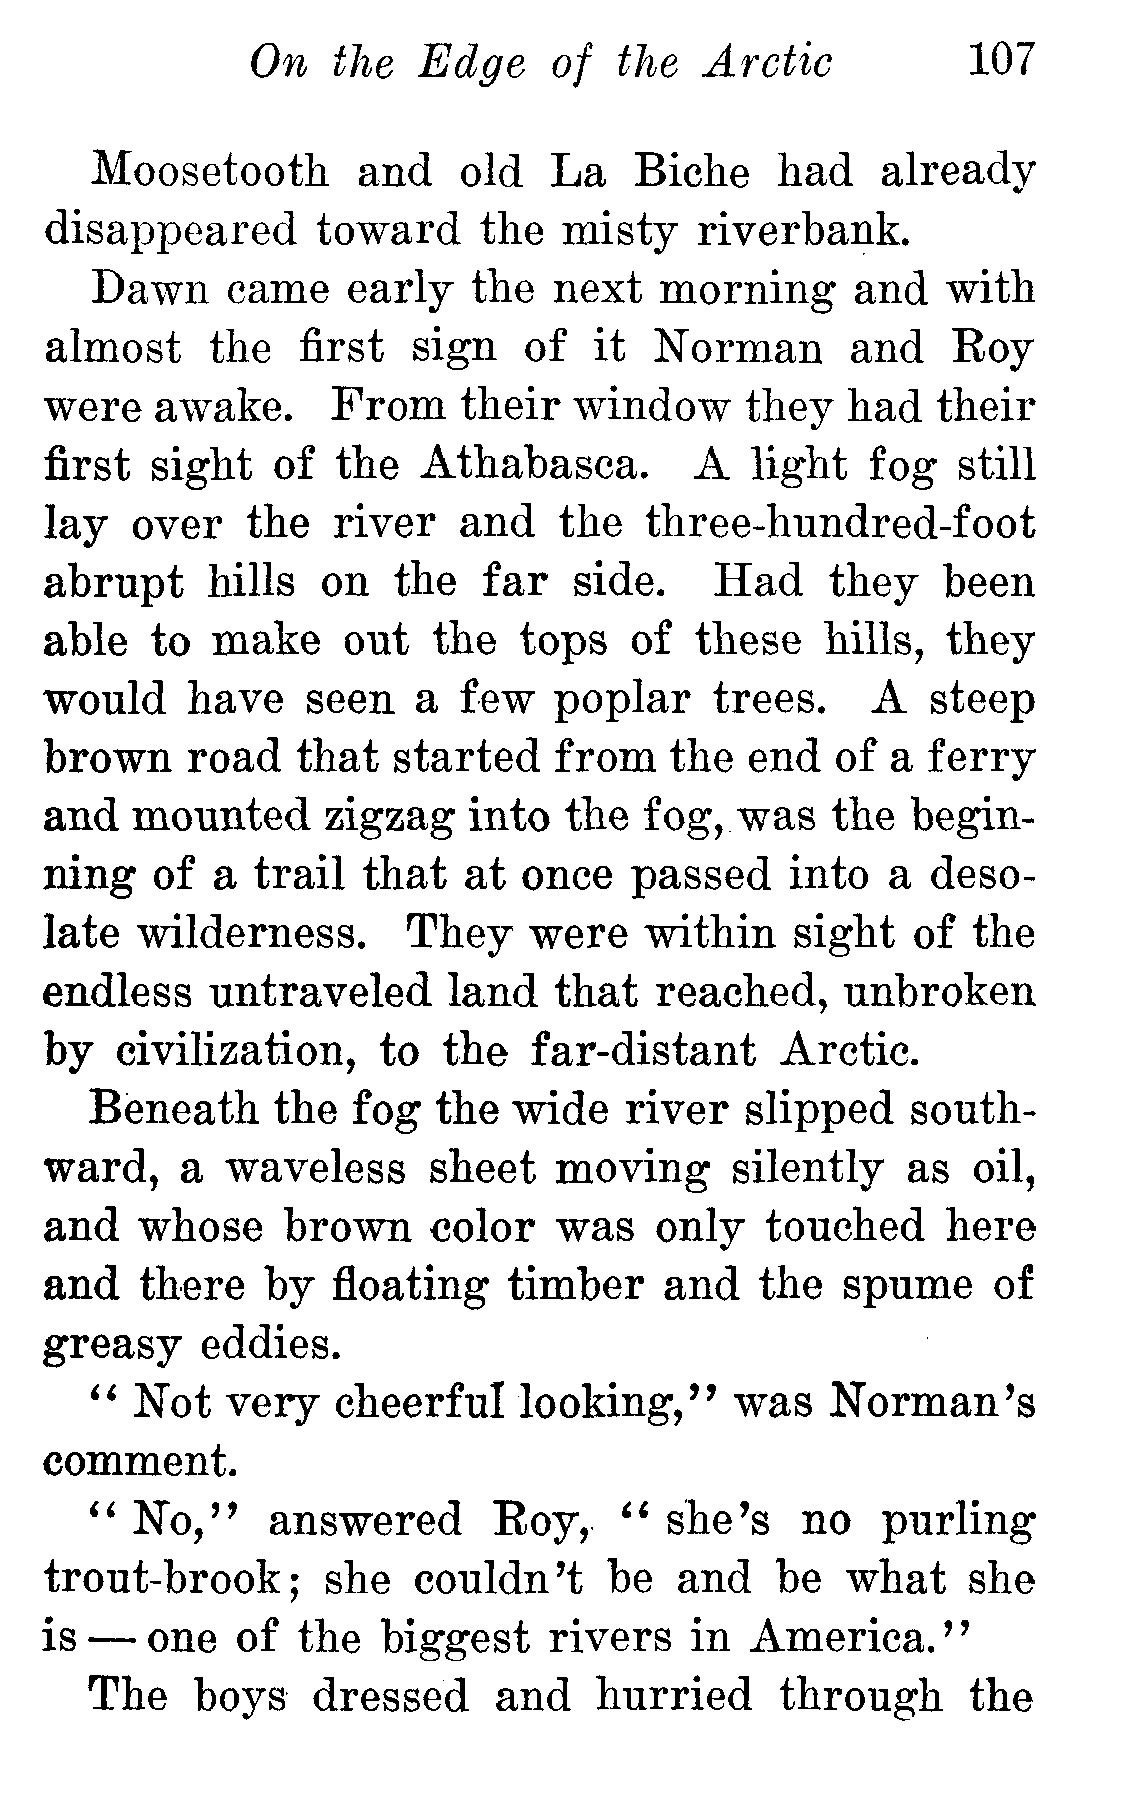 On the Edge of the Arctic 107
Moosetooth and old La Biche had already
disappeared toward the misty riverbank.
Dawn came early the next morning and with
almost the first sign of it Norman and Roy
were awake. From their window they had their
first sight of the Athabasca. A light fog still
lay over the river and the three-hundred-foot
abrupt hills on the far side. Had they been
able to make out the tops of these hills, they
would have seen a few poplar trees. A steep
brown road that started from the end of a ferry
and mounted zigzag into the fog, was the begin-
ning of a trail that at once passed into a deso-
late wilderness. They were within sight of the
endless untraveled land that reached, unbroken
by civilization, to the far-distant Arctic.
Beneath the fog the wide river slipped south-
ward, a waveless sheet moving silently as oil,
and whose brown color was only touched here
and there by floating timber and the spume of
greasy eddies.
“ Not very cheerful looking,” was Norman’s
comment.
“ No,” answered Roy, “ she’s no purling
trout-brook; she couldn’t be and be what she
is — one of the biggest rivers in America.”
The boys dressed and hurried through the